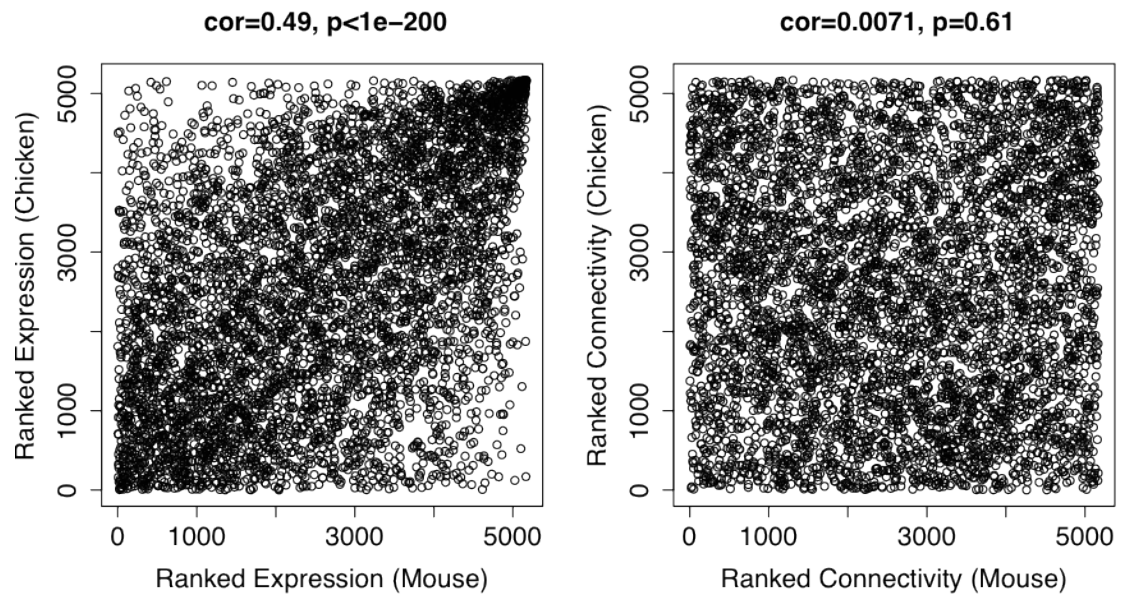 cor=0.49, p<1e−200
Ranked Expression (Chicken)
5000
3000
1000
0
0 1000 3000 5000
Ranked Expression (Mouse)
cor=0.0071, p=0.61
Ranked Connectivity (Chicken)
5000
3000
1000
0
0 1000 3000 5000
Ranked Connectivity (Mouse)